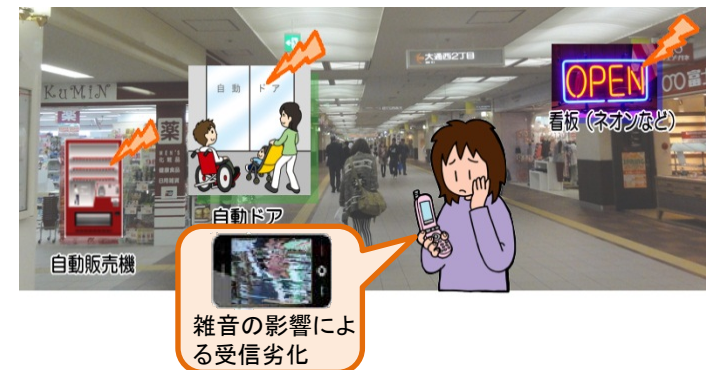 大通西2丁目
KuMIN
OPEN
看板（ネオンなど）
自動ドア
薬
薬
自動ドア
自動販売機
雑音の影響によ
る受信劣化